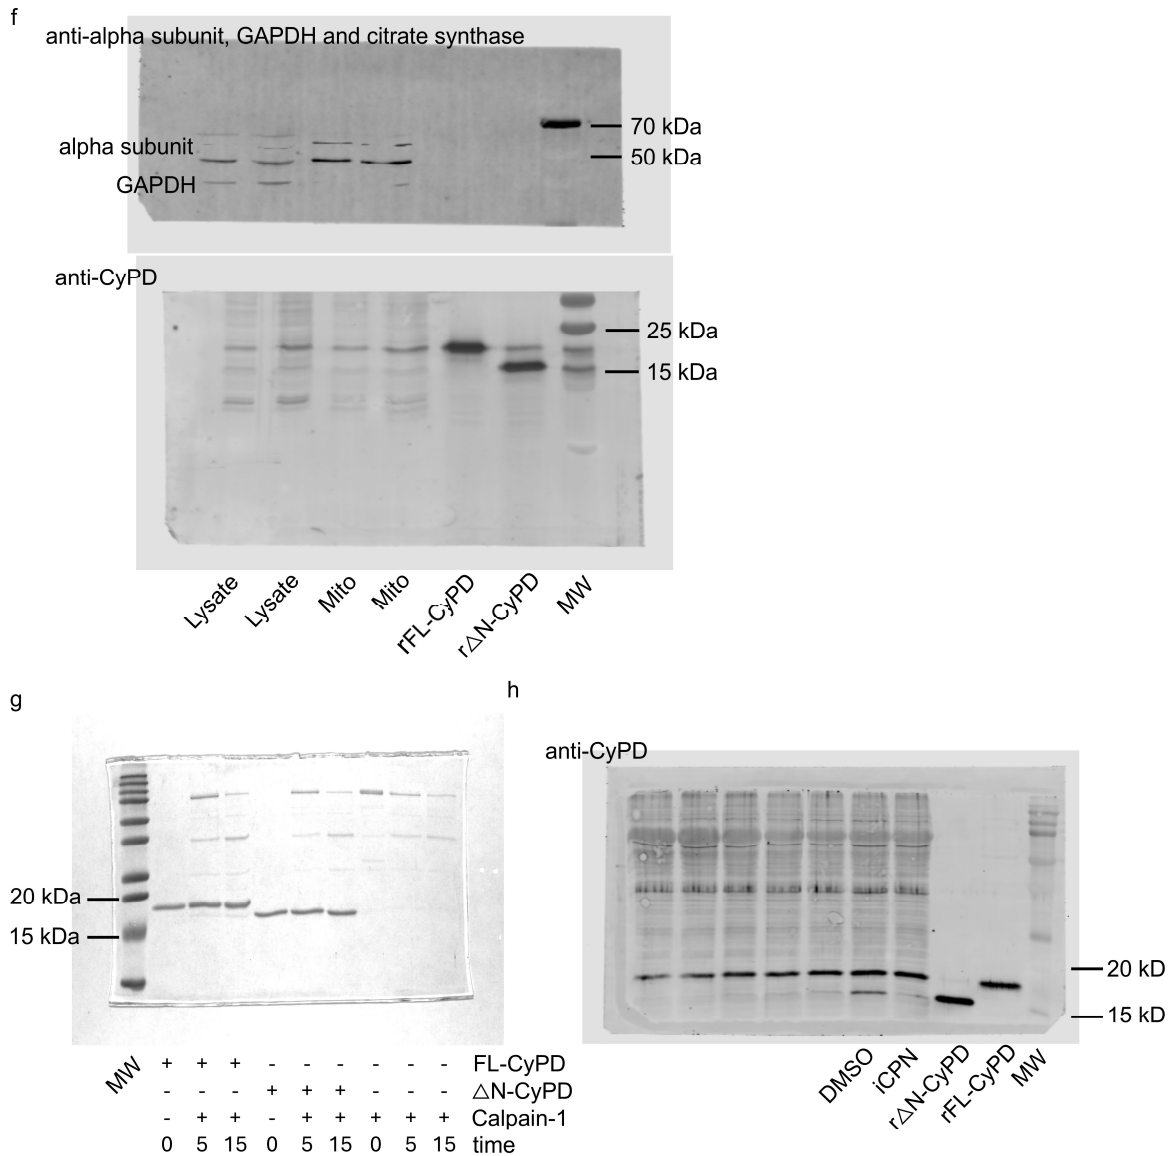 f
anti-alpha subunit, GAPDH and citrate synthase
70 kDa
alpha subunit
50 kDa
GAPDH
anti-CyPD
25 kDa
15 kDa
Lysate Lysate Mito Mito rFL-CyPD r△N-CyPD MW
g
h
anti-CyPD
20 kDa
15 kDa
20 kD
15 kD
DMSO iCPN r△N-CyPD rFL-CyPD MW
MW
+ + + - - - - - - FL-CyPD
- - - + + + - - - △N-CyPD
- + + - + + + + + Calpain-1
0 5 15 0 5 15 0 5 15 time